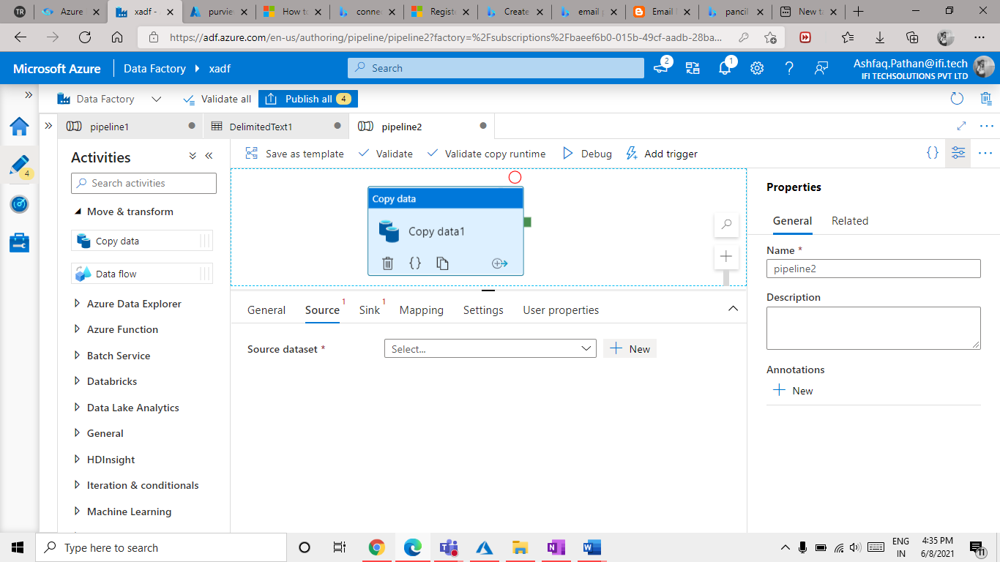 TR
Azure
xadf -
purvie
How to
conne
Regist
Create
email p
Email
pancil
New ta
https://adf.azure.com/en-us/authoring/pipeline/pipeline2?factory=%2Fsubscriptions%2Fbaeef6b0-015b-49cf-aadb-28ba...
Microsoft Azure
Data Factory
xadf
Search
2
1
Ashfaq.Pathan@ifi.tech
IFI TECHSOLUTIONS PVT LTD
Data Factory
Validate all
Publish all
4
pipeline1
DelimitedText1
pipeline2
4
Activities
Search activities
Move & transform
Copy data
Data flow
Azure Data Explorer
Azure Function
Batch Service
Databricks
Data Lake Analytics
General
HDInsight
Iteration & conditionals
Machine Learning
Save as template
Validate
Validate copy runtime
Debug
Add trigger
Copy data
Copy data1
General
Source
1
Sink
1
Mapping
Settings
User properties
Source dataset *
Select...
New
Properties
General
Related
Name *
pipeline2
Description
Annotations
New
Type here to search
ENG
IN
4:35 PM
6/8/2021
11